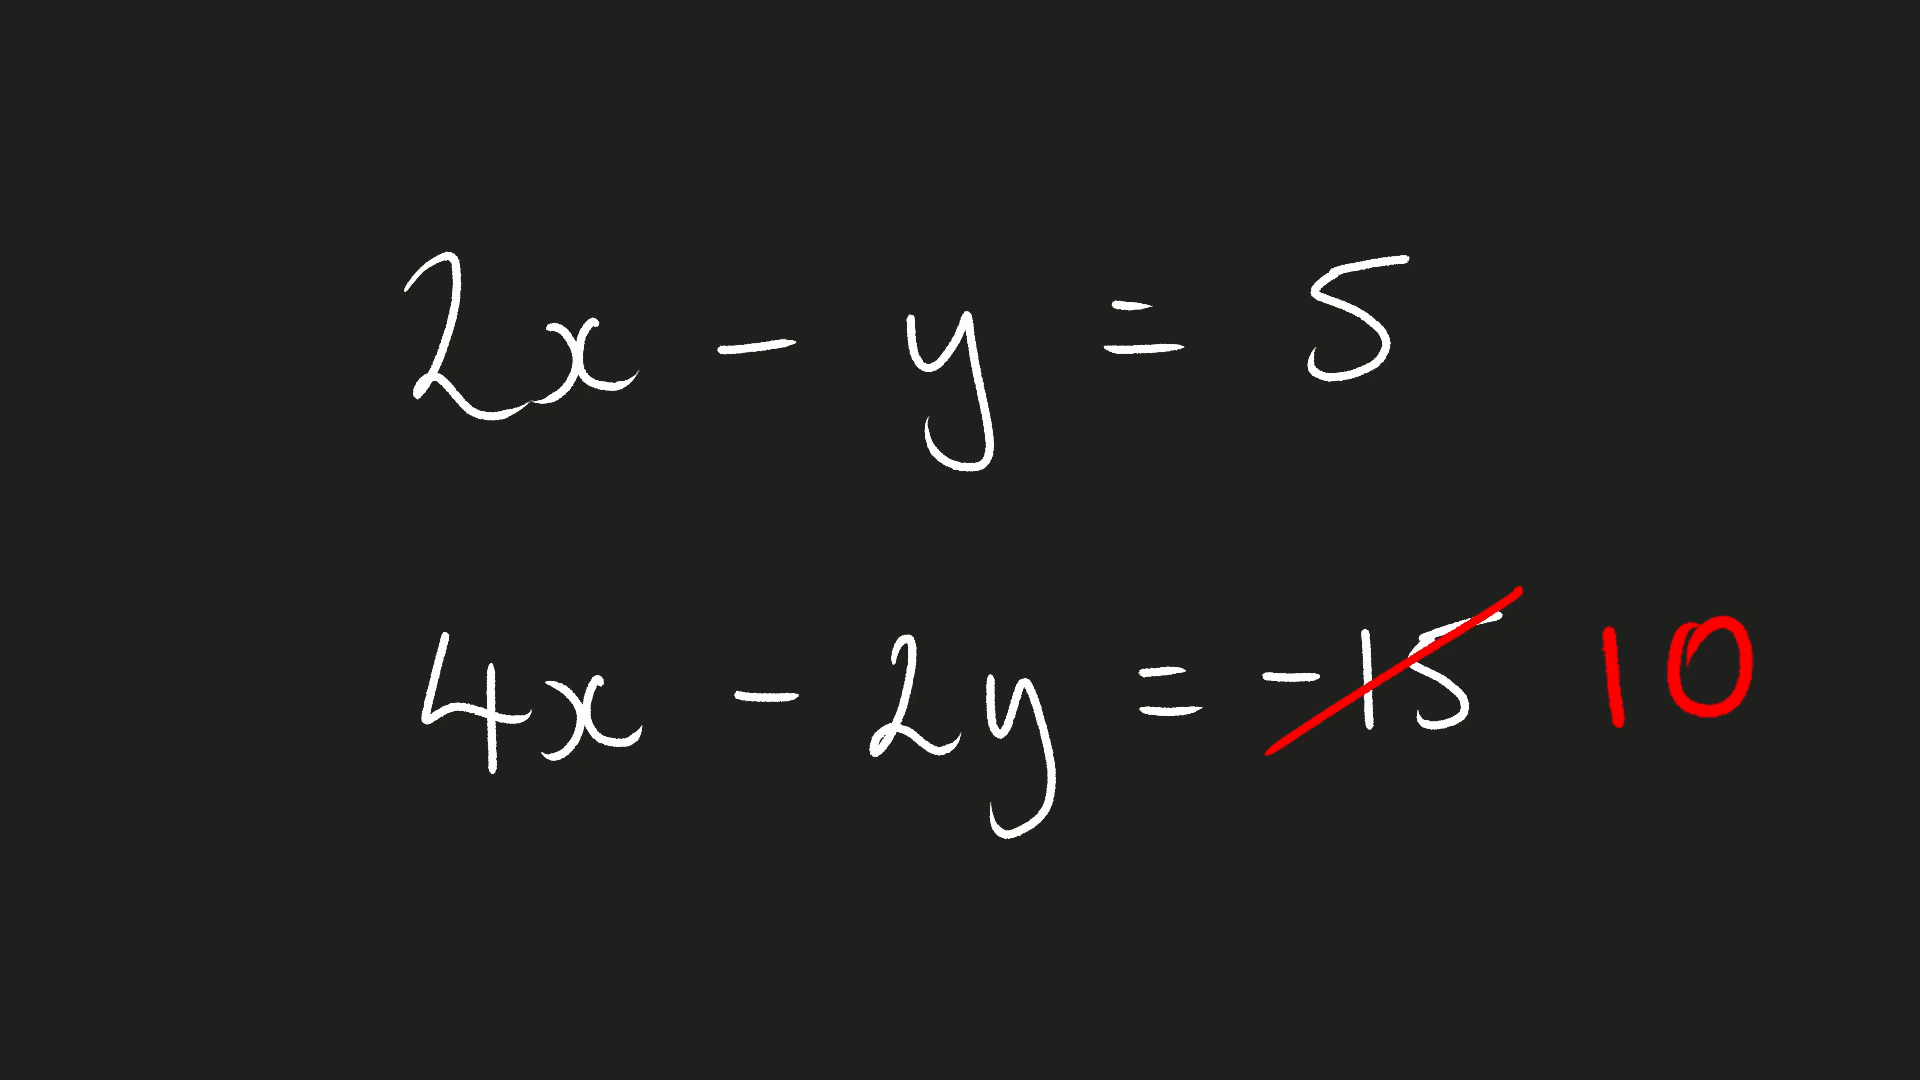 2x - y = 5
4x - 2y = -15 10